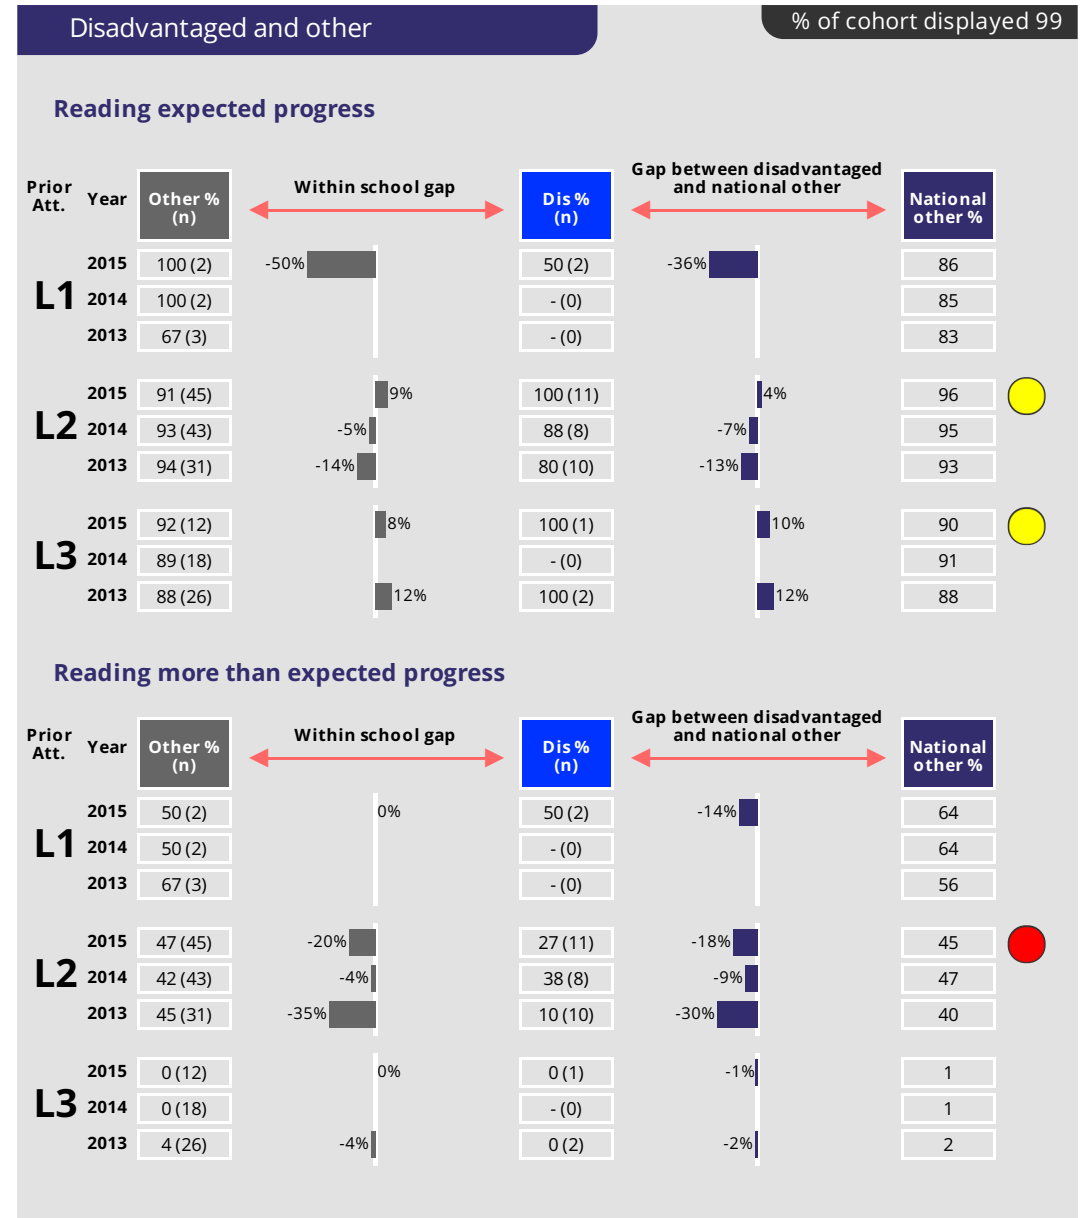 Disadvantaged and other
% of cohort displayed 99
Reading expected progress
Prior Att. Year Other % (n) Within school gap Dis % (n) Gap between disadvantaged and national other National other %
L1
2015 100 (2) -50% 50 (2) -36% 86
2014 100 (2) - (0) 85
2013 67 (3) - (0) 83
L2
2015 91 (45) 9% 100 (11) 4% 96
2014 93 (43) -5% 88 (8) -7% 95
2013 94 (31) -14% 80 (10) -13% 93
L3
2015 92 (12) 8% 100 (1) 10% 90
2014 89 (18) - (0) 91
2013 88 (26) 12% 100 (2) 12% 88
Reading more than expected progress
Prior Att. Year Other % (n) Within school gap Dis % (n) Gap between disadvantaged and national other National other %
L1
2015 50 (2) 0% 50 (2) -14% 64
2014 50 (2) - (0) 64
2013 67 (3) - (0) 56
L2
2015 47 (45) -20% 27 (11) -18% 45
2014 42 (43) -4% 38 (8) -9% 47
2013 45 (31) -35% 10 (10) -30% 40
L3
2015 0 (12) 0% 0 (1) -1% 1
2014 0 (18) - (0) 1
2013 4 (26) -4% 0 (2) -2% 2